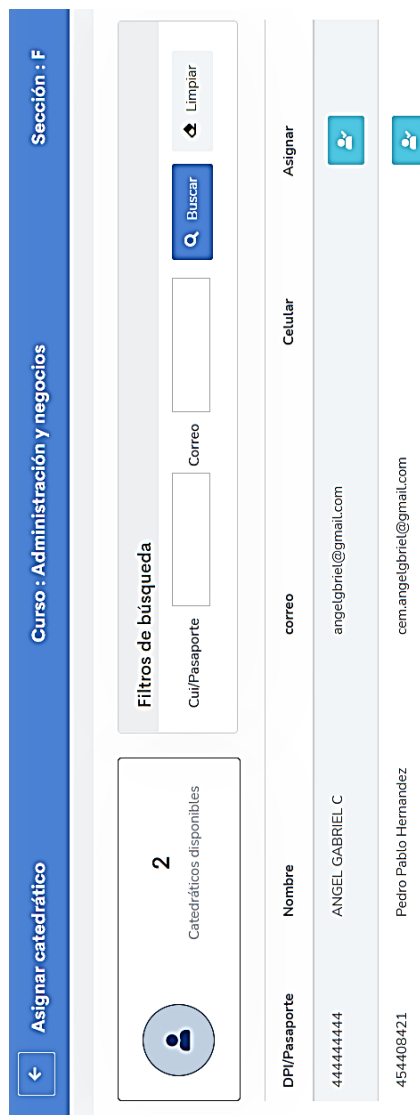 Asignar catedrático Curso : Administración y negocios Sección : F
2
Catedráticos disponibles
Filtros de búsqueda
Cui/Pasaporte Correo Buscar Limpiar
DPI/Pasaporte Nombre correo Celular Asignar
444444444 ANGEL GABRIEL C angelgbriel@gmail.com
454408421 Pedro Pablo Hernandez cem.angelgbriel@gmail.com